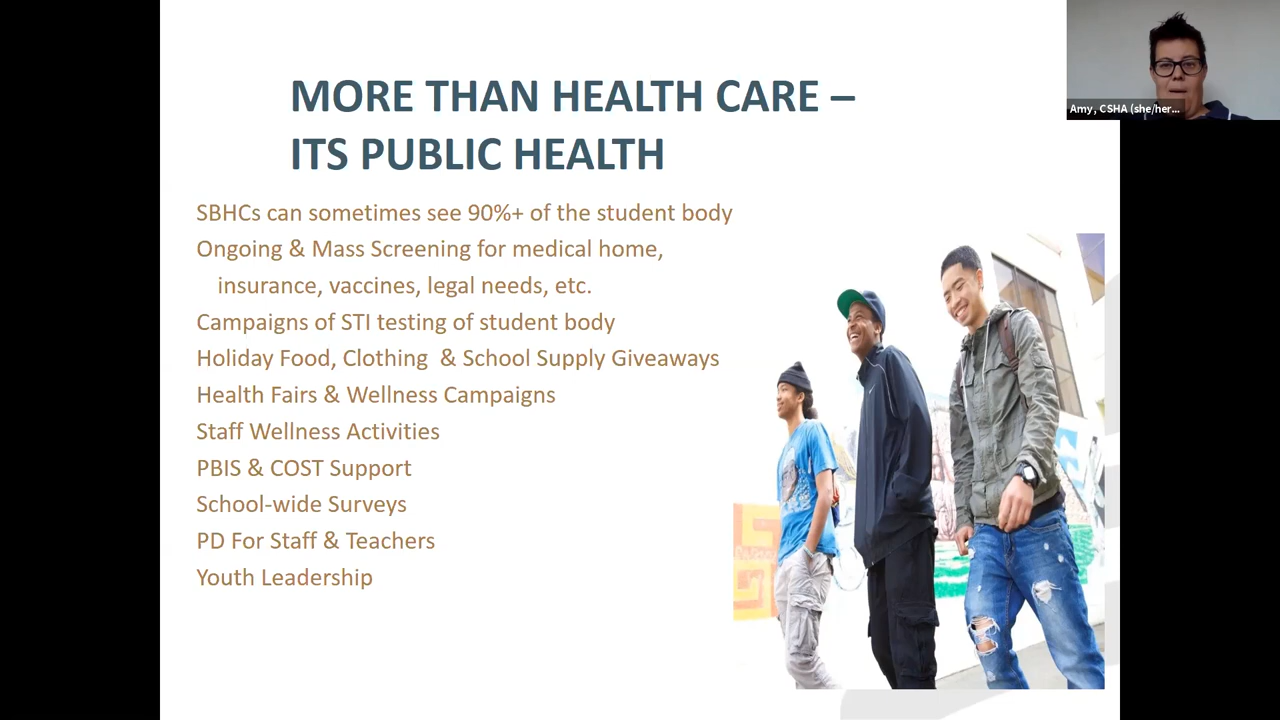 MORE THAN HEALTH CARE –
ITS PUBLIC HEALTH
SBHCs can sometimes see 90%+ of the student body
Ongoing & Mass Screening for medical home,
insurance, vaccines, legal needs, etc.
Campaigns of STI testing of student body
Holiday Food, Clothing  & School Supply Giveaways
Health Fairs & Wellness Campaigns
Staff Wellness Activities
PBIS & COST Support
School-wide Surveys
PD For Staff & Teachers
Youth Leadership
Amy, CSHA (she/her...